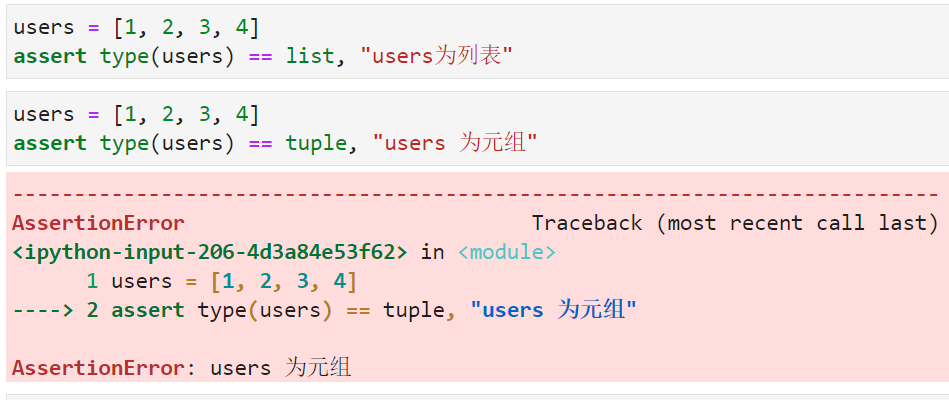 users = [1, 2, 3, 4]
assert type(users) == list, "users为列表"
users = [1, 2, 3, 4]
assert type(users) == tuple, "users 为元组"
---------------------------------------------------------------------------
AssertionError                            Traceback (most recent call last)
<ipython-input-206-4d3a84e53f62> in <module>
      1 users = [1, 2, 3, 4]
----> 2 assert type(users) == tuple, "users 为元组"
AssertionError: users 为元组